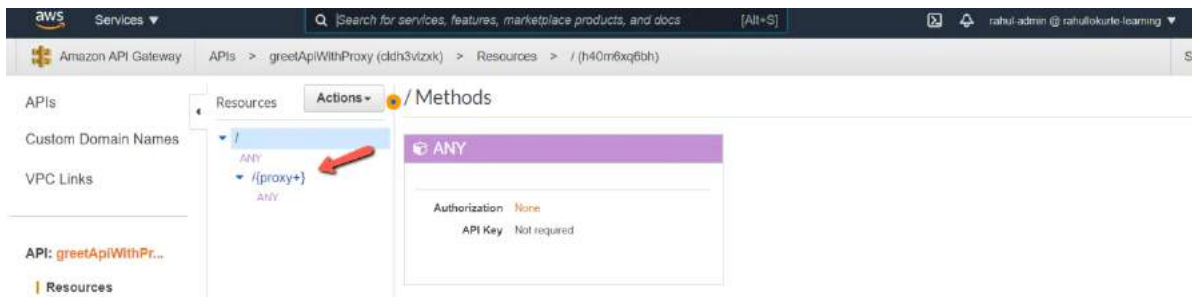 aws Services ▼ Search for services, features, marketplace products, and docs [Alt+S] rahul-admin @ rahullokurte-learning ▼
Amazon API Gateway APIs > greetApiWithProxy (cldh3vlzxk) > Resources > / (h40m6xq6bh) S
APIs Resources Actions / Methods
Custom Domain Names /
ANY ANY
VPC Links /{proxy+}
ANY
Authorization None
API Key Not required
API: greetApiWithPr...
Resources